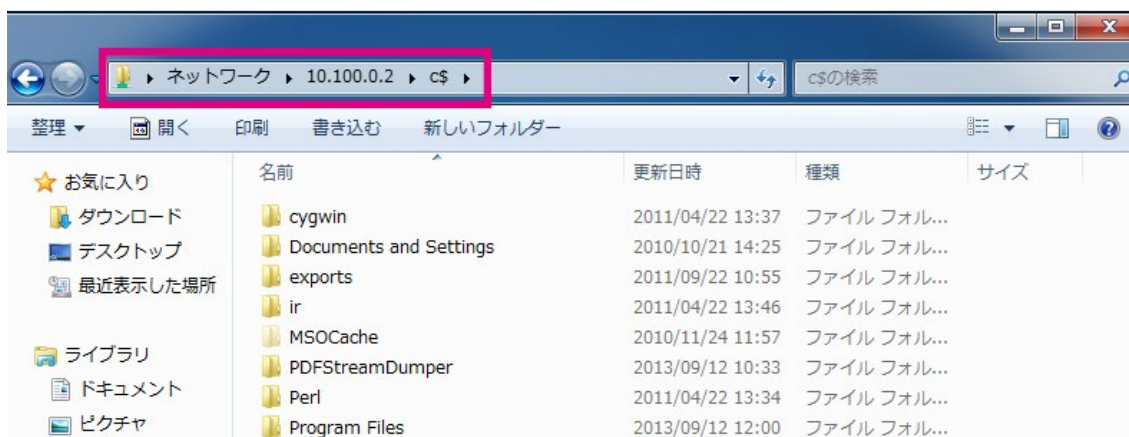 ネットワーク 10.100.0.2 c$ c$の検索
整理 開く 印刷 書き込む 新しいフォルダー
名前 更新日時 種類 サイズ
お気に入り
ダウンロード
デスクトップ
最近表示した場所
ライブラリ
ドキュメント
ピクチャ
cygwin 2011/04/22 13:37 ファイル フォル...
Documents and Settings 2010/10/21 14:25 ファイル フォル...
exports 2011/09/22 10:55 ファイル フォル...
ir 2011/04/22 13:46 ファイル フォル...
MSOCache 2010/11/24 11:57 ファイル フォル...
PDFStreamDumper 2013/09/12 10:33 ファイル フォル...
Perl 2011/04/22 13:34 ファイル フォル...
Program Files 2013/09/12 12:00 ファイル フォル...